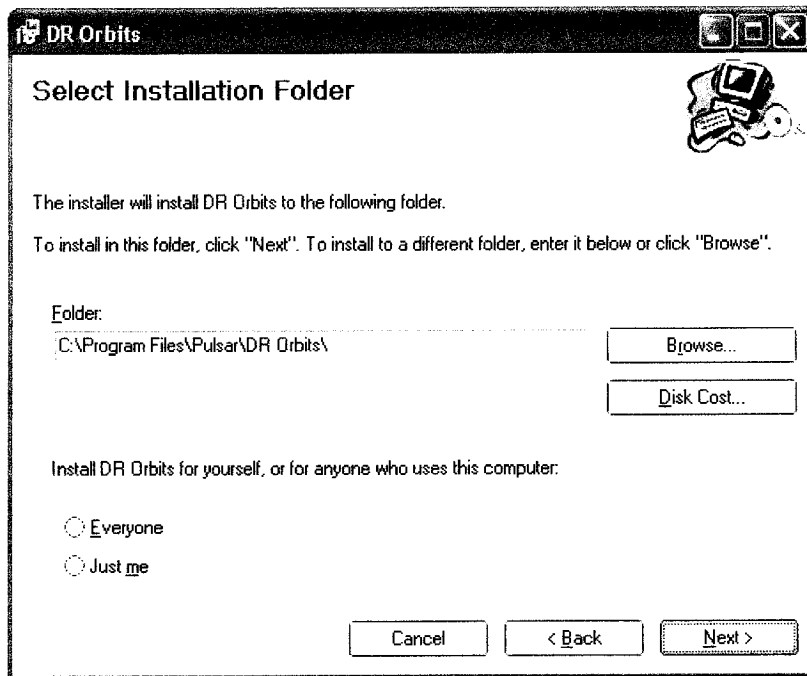 DR Orbits
Select Installation Folder
The installer will install DR Orbits to the following folder.
To install in this folder, click "Next". To install to a different folder, enter it below or click "Browse".
Folder:
C:\Program Files\Pulsar\DR Orbits\
Browse...
Disk Cost...
Install DR Orbits for yourself, or for anyone who uses this computer:
Everyone
Just me
Cancel
< Back
Next >